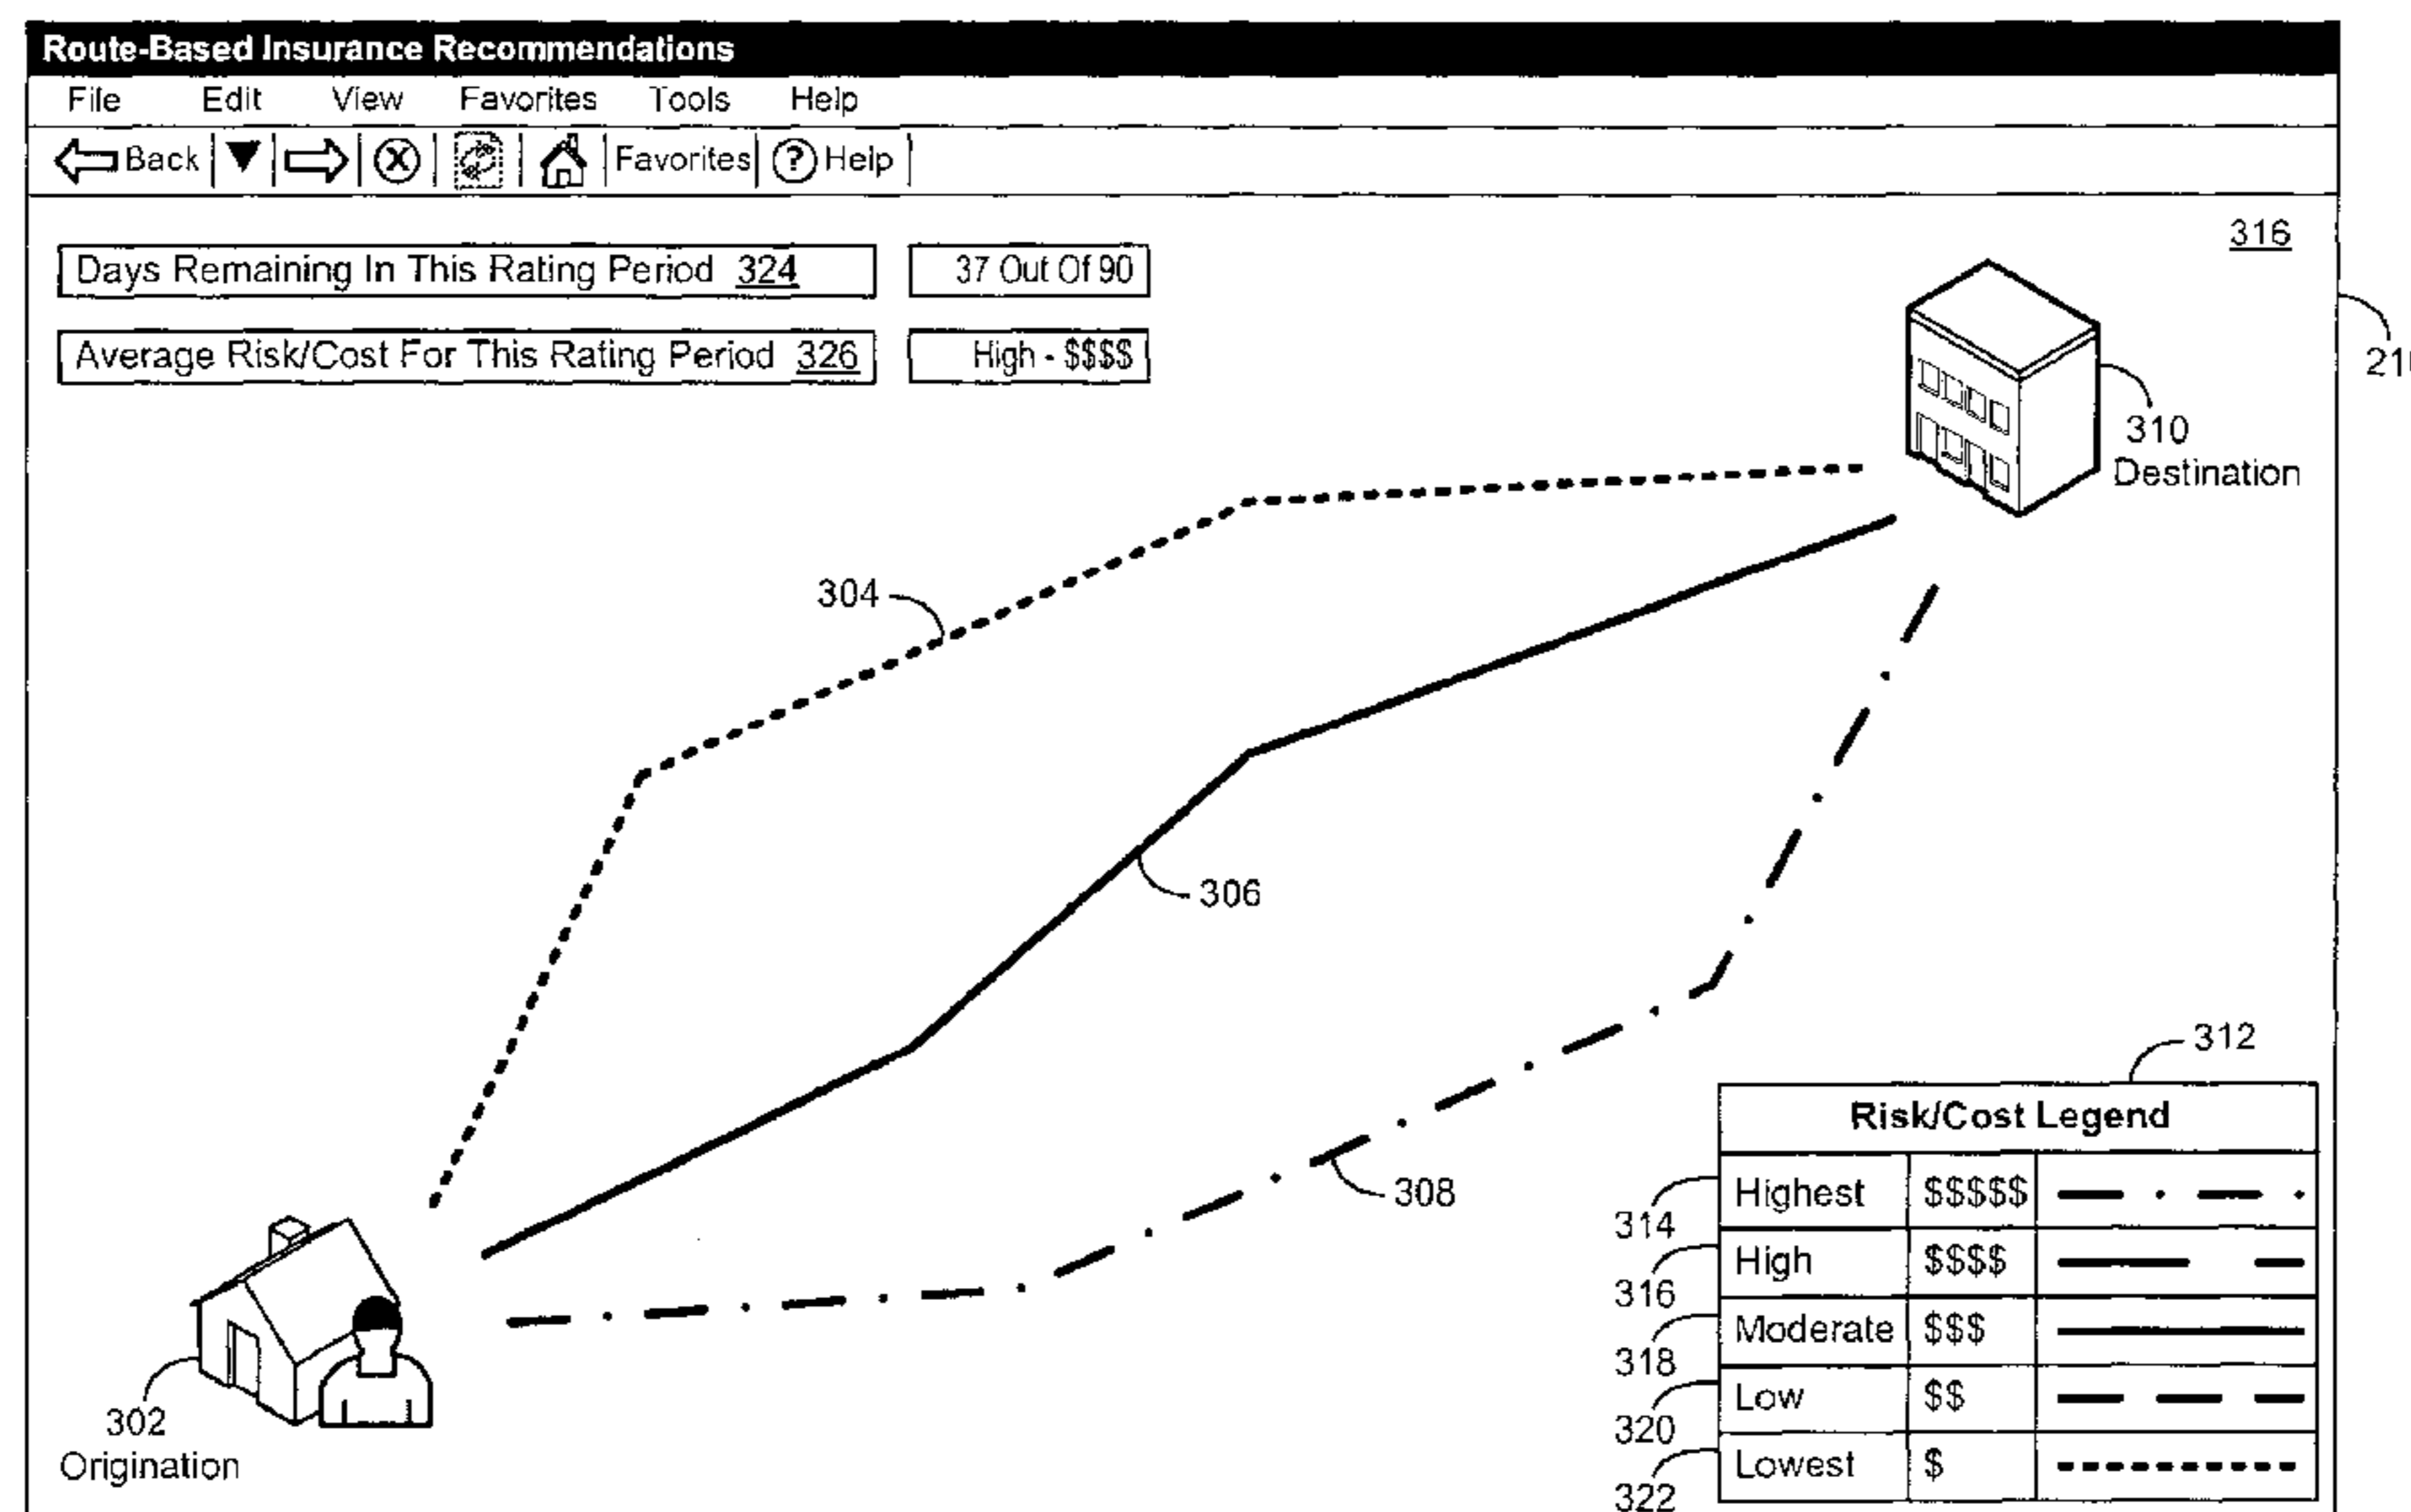 Route-Based Insurance Recommendations
File Edit View Favorites Tools Help
Back Favorites ? Help
316
Days Remaining In This Rating Period 324 37 Out Of 90
Average Risk/Cost For This Rating Period 326 High - $$$$
310
Destination
304
306
308
312
Risk/Cost Legend
314 Highest $$$$$
316 High $$$$
318 Moderate $$$
320 Low $$
322 Lowest $
302
Origination